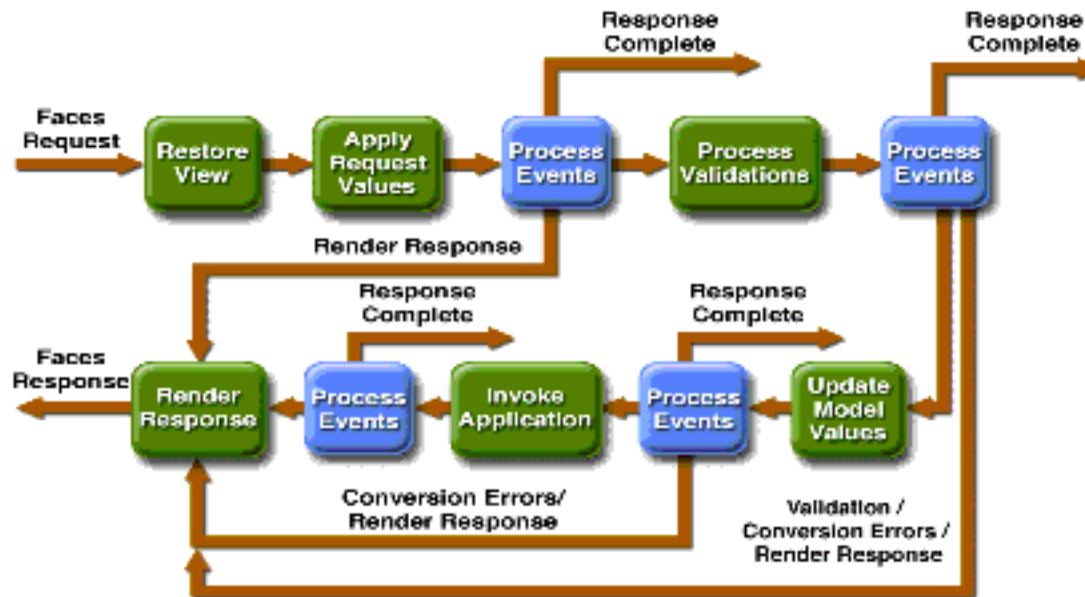 Response
Complete
Response
Complete
Faces
Request
Restore
View
Apply
Request
Values
Process
Events
Process
Validations
Process
Events
Render Response
Response
Complete
Response
Complete
Faces
Response
Render
Response
Process
Events
Invoke
Application
Process
Events
Update
Model
Values
Conversion Errors/
Render Response
Validation /
Conversion Errors /
Render Response